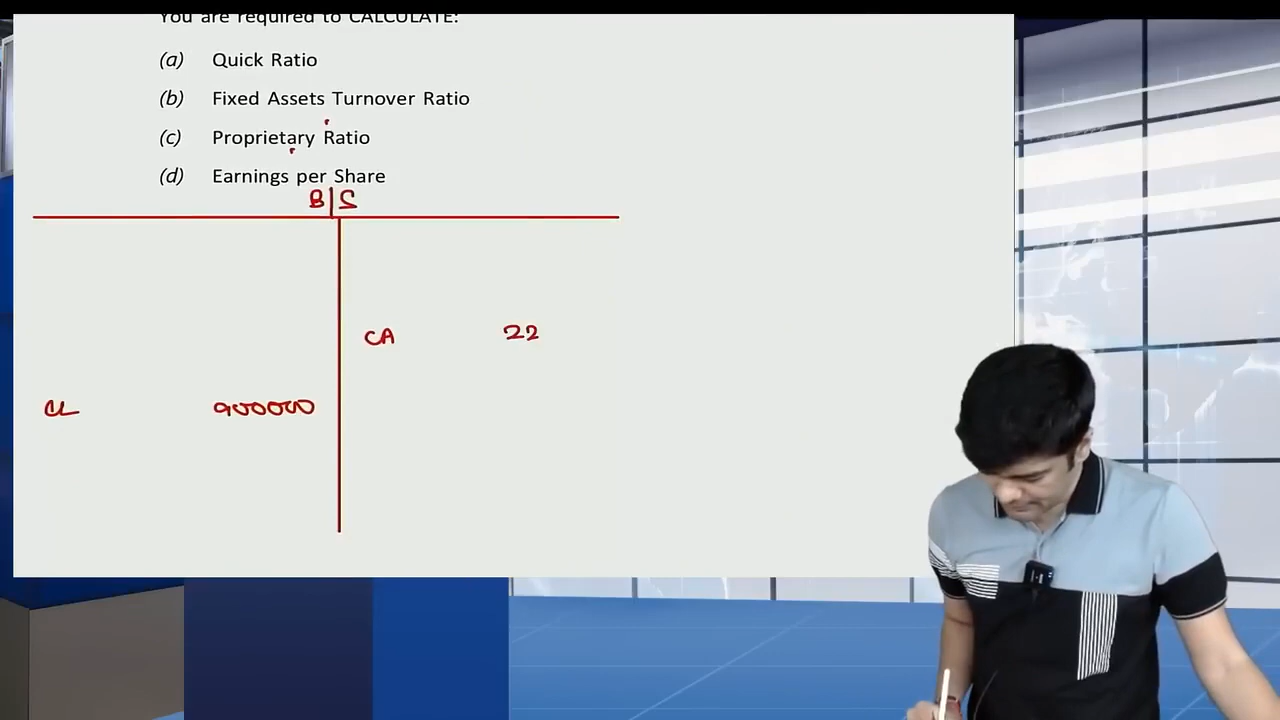 You are required to CALCULATE:
(a) Quick Ratio
(b) Fixed Assets Turnover Ratio
(c) Proprietary Ratio
(d) Earnings per Share
B|S
CA 22
CL 900000